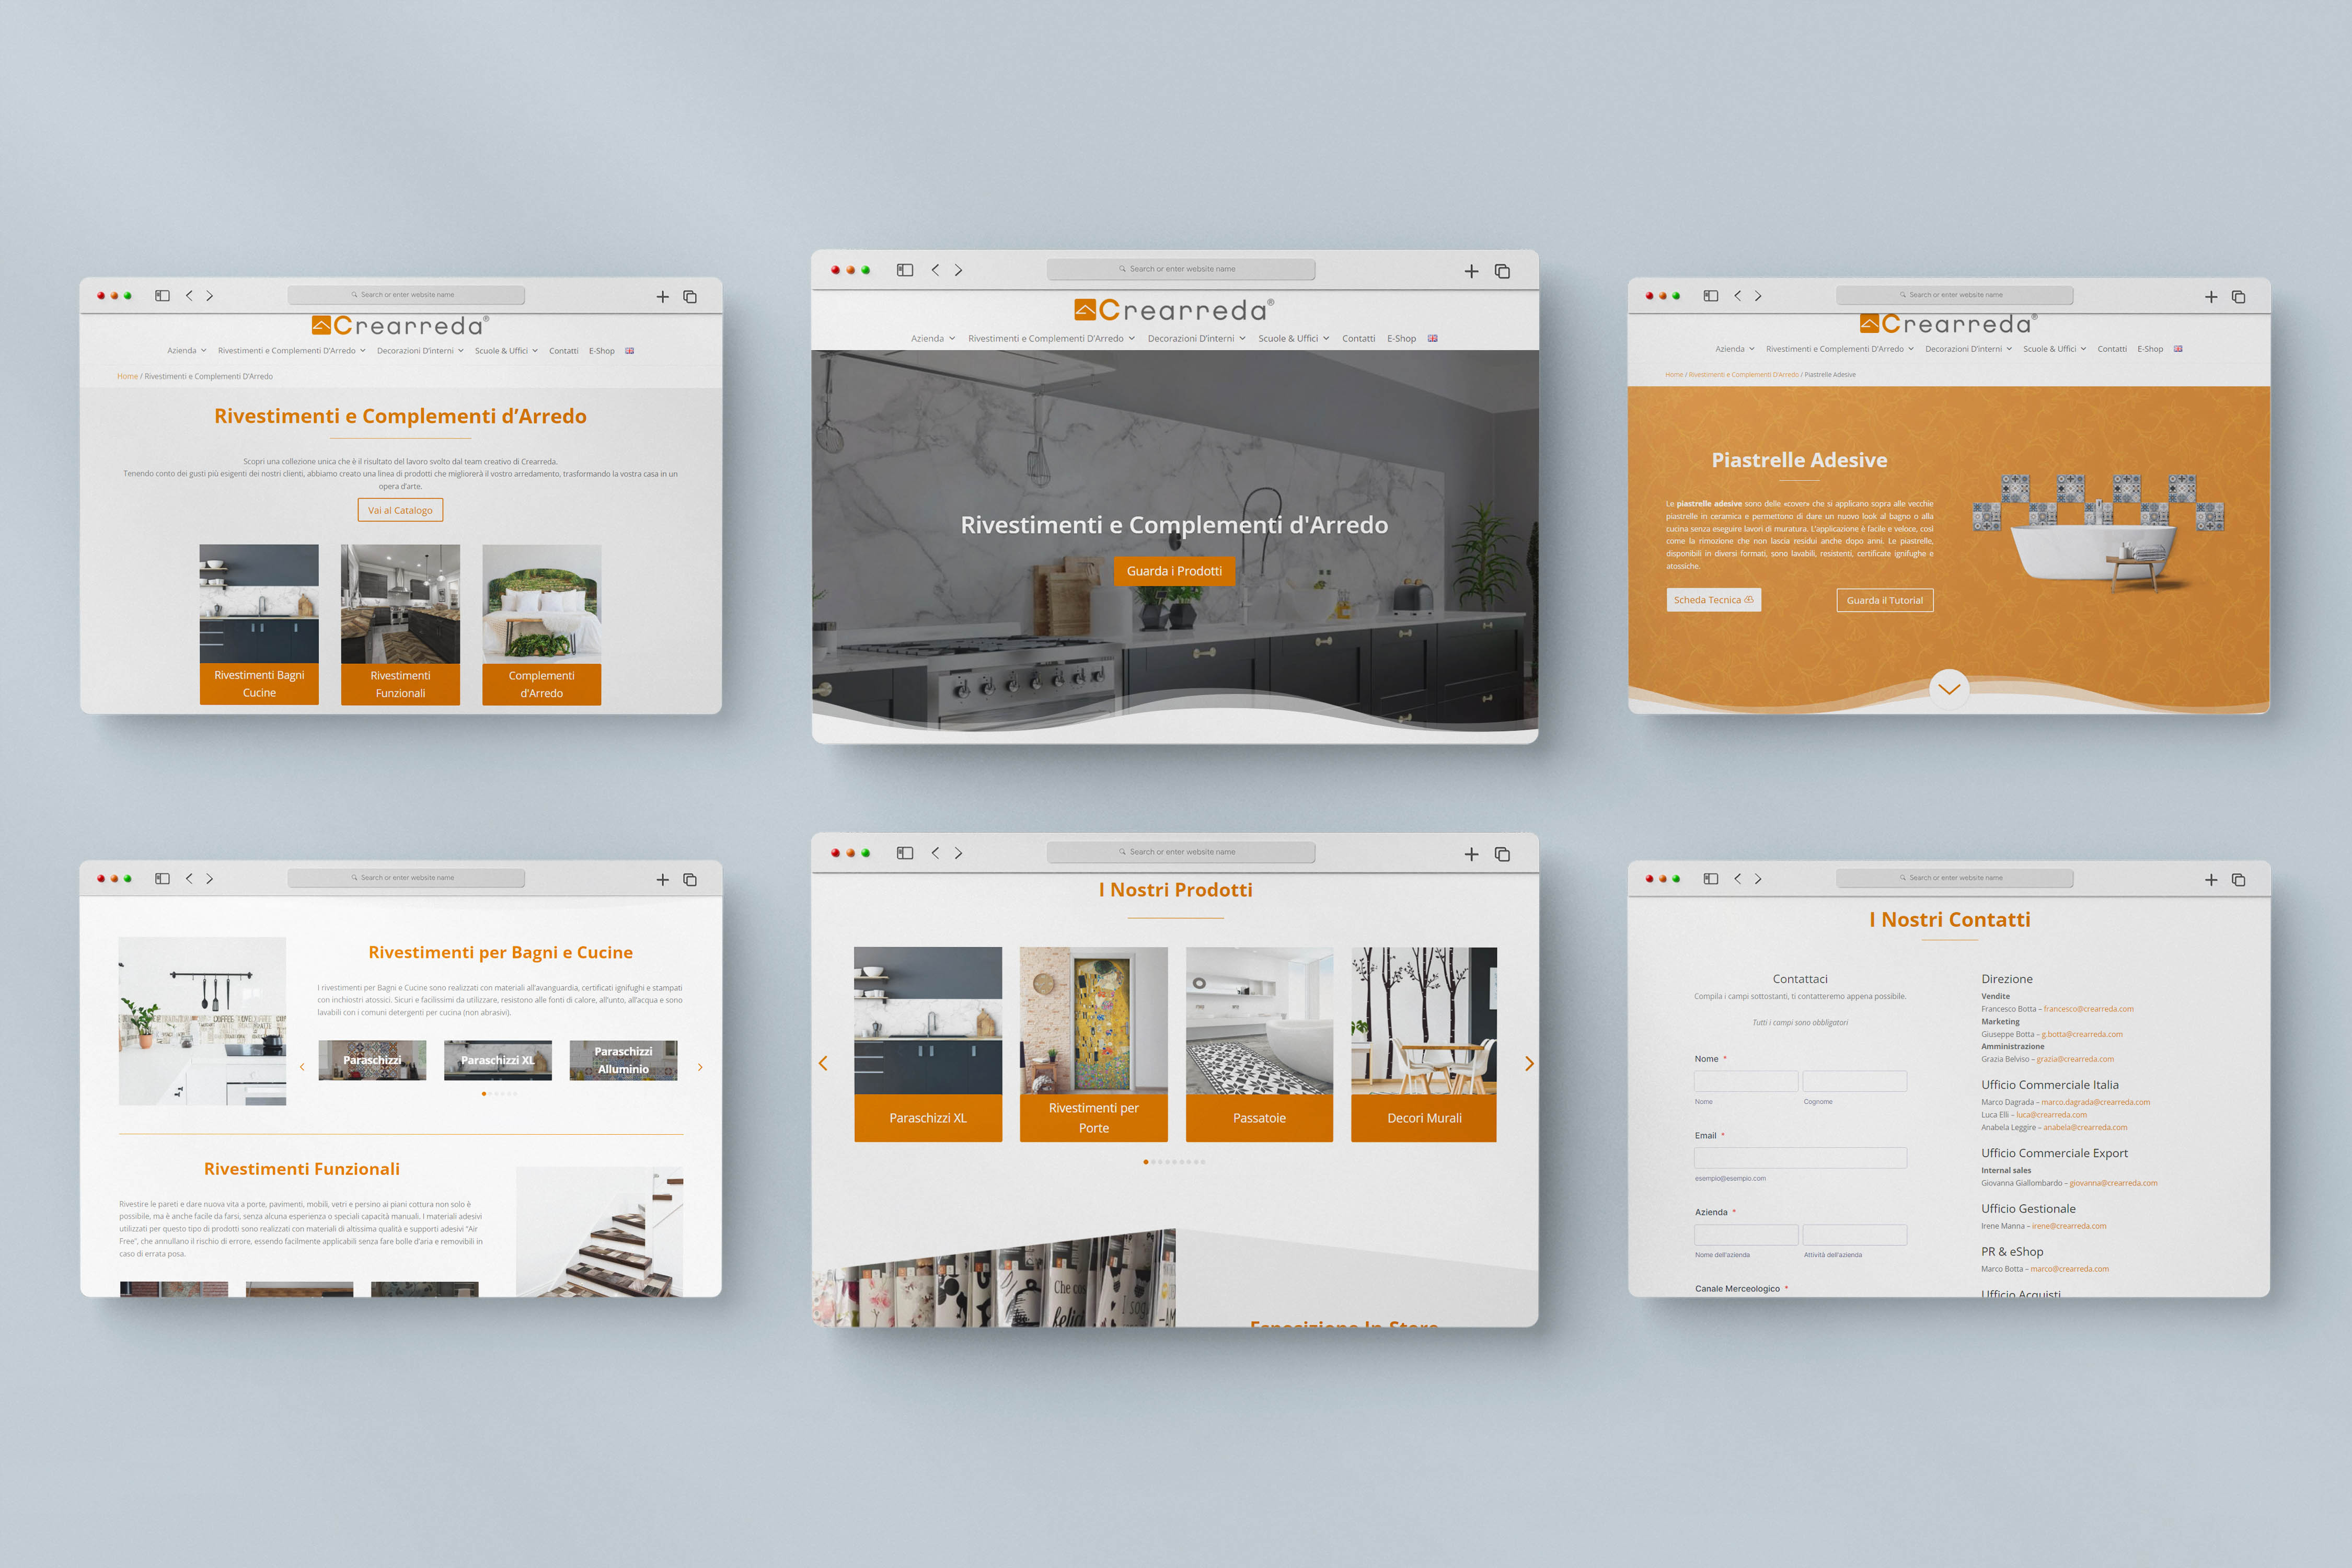 Search or enter website name
Crearreda®
Azienda Rivestimenti e Complementi D'Arredo Decorazioni D'interni Scuole & Uffici Contatti E-Shop
Home / Rivestimenti e Complementi D'Arredo
Rivestimenti e Complementi d'Arredo
Scopri una collezione unica che è il risultato del lavoro svolto dal team creativo di Crearreda.
Tenendo conto dei gusti più esigenti dei nostri clienti, abbiamo creato una linea di prodotti che migliorerà il vostro arredamento, trasformando la vostra casa in un
opera d'arte.
Vai al Catalogo
Rivestimenti Bagni
Cucine
Rivestimenti
Funzionali
Complementi
d'Arredo
Search or enter website name
Crearreda®
Azienda Rivestimenti e Complementi D'Arredo Decorazioni D'interni Scuole & Uffici Contatti E-Shop
Rivestimenti e Complementi d'Arredo
Guarda i Prodotti
Search or enter website name
Crearreda®
Azienda Rivestimenti e Complementi D'Arredo Decorazioni D'interni Scuole & Uffici Contatti E-Shop
Home / Rivestimenti e Complementi D'Arredo / Piastrelle Adesive
Piastrelle Adesive
Le piastrelle adesive sono delle «cover» che si applicano sopra alle vecchie
piastrelle in ceramica e permettono di dare un nuovo look al bagno o alla
cucina senza eseguire lavori di muratura. L'applicazione è facile e veloce, così
come la rimozione che non lascia residui anche dopo anni. Le piastrelle,
disponibili in diversi formati, sono lavabili, resistenti, certificate ignifughe e
atossiche.
Scheda Tecnica
Guarda il Tutorial
Search or enter website name
Rivestimenti per Bagni e Cucine
I rivestimenti per Bagni e Cucine sono realizzati con materiali all'avanguardia, certificati ignifughi e stampati
con inchiostri atossici. Sicuri e facilissimi da utilizzare, resistono alle fonti di calore, all'unto, all'acqua e sono
lavabili con i comuni detergenti per cucina (non abrasivi).
Paraschizzi
Paraschizzi XL
Paraschizzi
Alluminio
Rivestimenti Funzionali
Rivestire le pareti e dare nuova vita a porte, pavimenti, mobili, vetri e persino ai piani cottura non solo è
possibile, ma è anche facile da farsi, senza alcuna esperienza o speciali capacità manuali. I materiali adesivi
utilizzati per questo tipo di prodotti sono realizzati con materiali di altissima qualità e supporti adesivi "Air
Free", che annullano il rischio di errore, essendo facilmente applicabili senza fare bolle d'aria e removibili in
caso di errata posa.
Search or enter website name
I Nostri Prodotti
Paraschizzi XL
Rivestimenti per
Porte
Passatoie
Decori Murali
Che cos
felici
I sog
Esposizione In-Store
Search or enter website name
I Nostri Contatti
Contattaci
Compila i campi sottostanti, ti contatteremo appena possibile.
Tutti i campi sono obbligatori
Nome *
Nome
Cognome
Email *
esempio@esempio.com
Azienda *
Nome dell'azienda
Attività dell'azienda
Canale Merceologico *
Direzione
Vendite
Francesco Botta – francesco@crearreda.com
Marketing
Giuseppe Botta – g.botta@crearreda.com
Amministrazione
Grazia Belviso – grazia@crearreda.com
Ufficio Commerciale Italia
Marco Dagrada – marco.dagrada@crearreda.com
Luca Elli – luca@crearreda.com
Anabela Leggire – anabela@crearreda.com
Ufficio Commerciale Export
Internal sales
Giovanna Giallombardo – giovanna@crearreda.com
Ufficio Gestionale
Irene Manna – irene@crearreda.com
PR & eShop
Marco Botta – marco@crearreda.com
Ufficio Acquisti